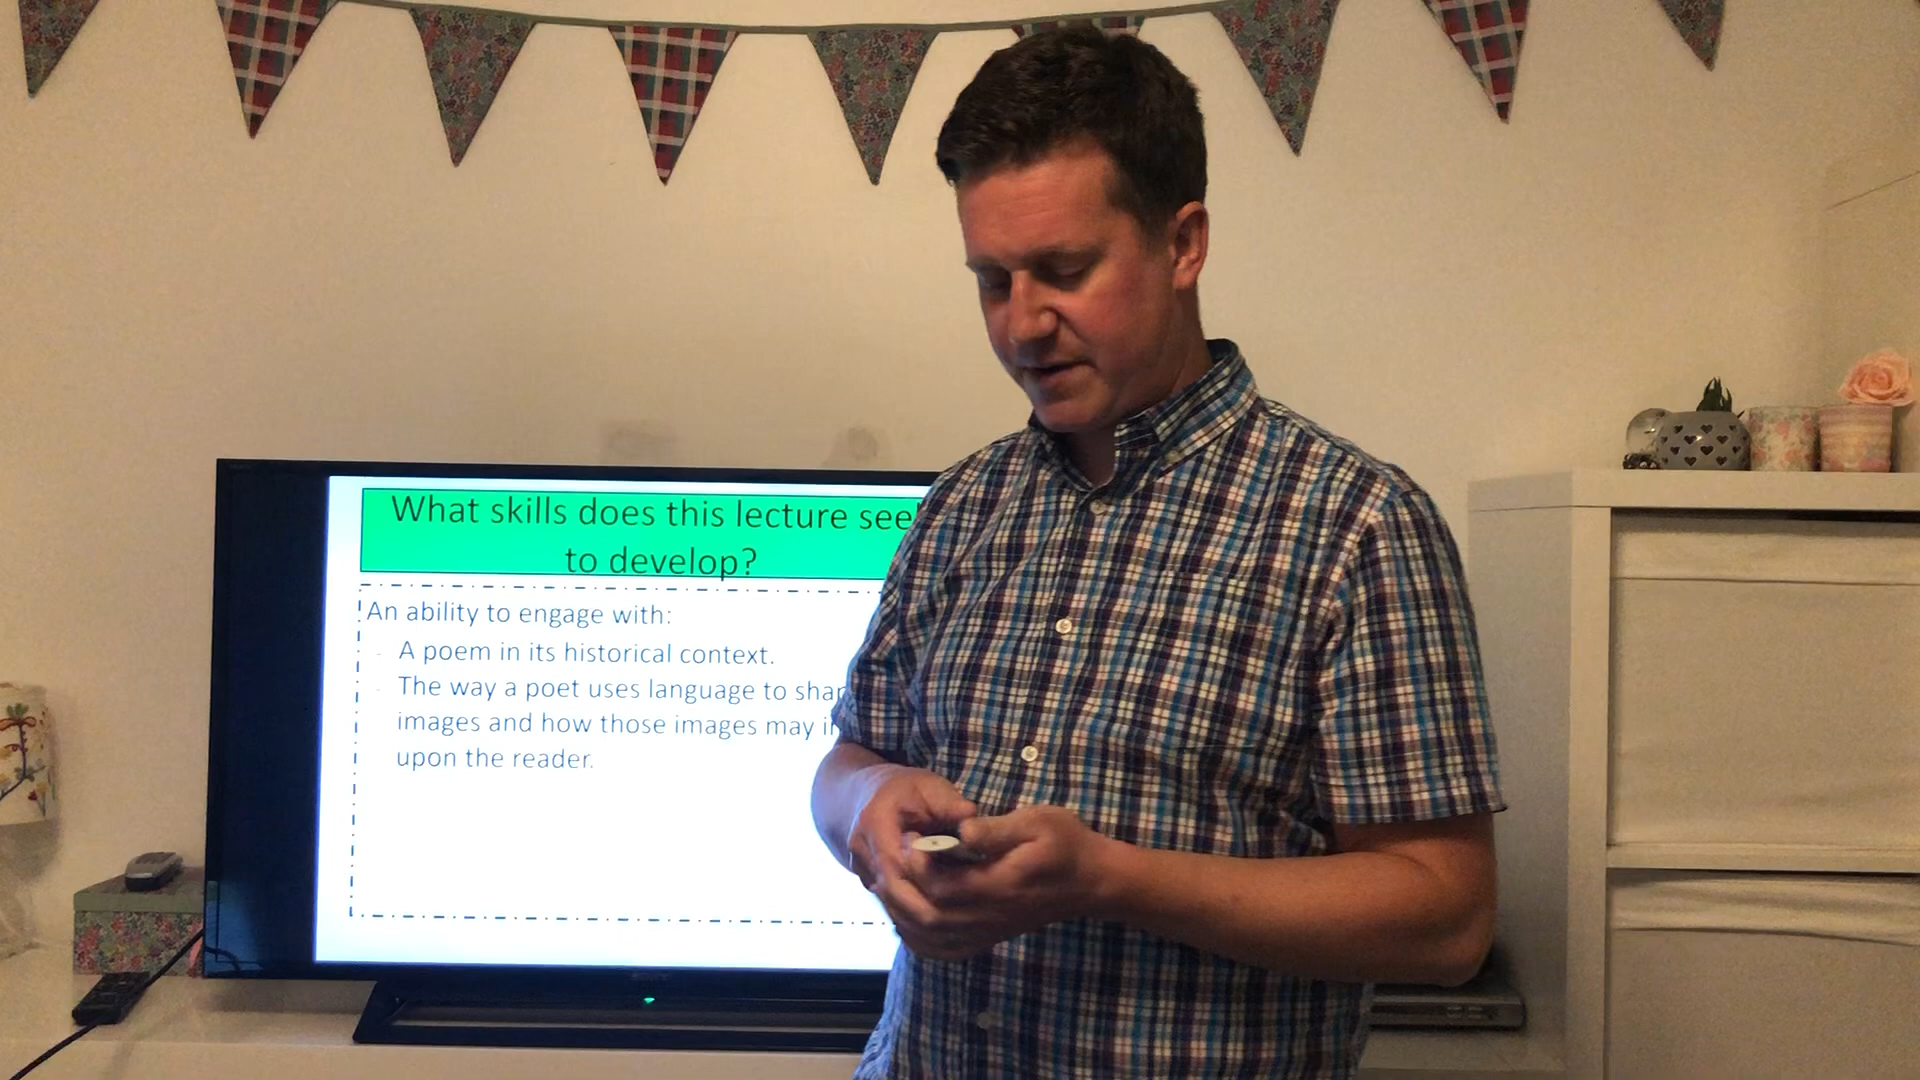 What skills does this lecture see
to develop?
An ability to engage with:
- A poem in its historical context.
- The way a poet uses language to shap
images and how those images may i
upon the reader.